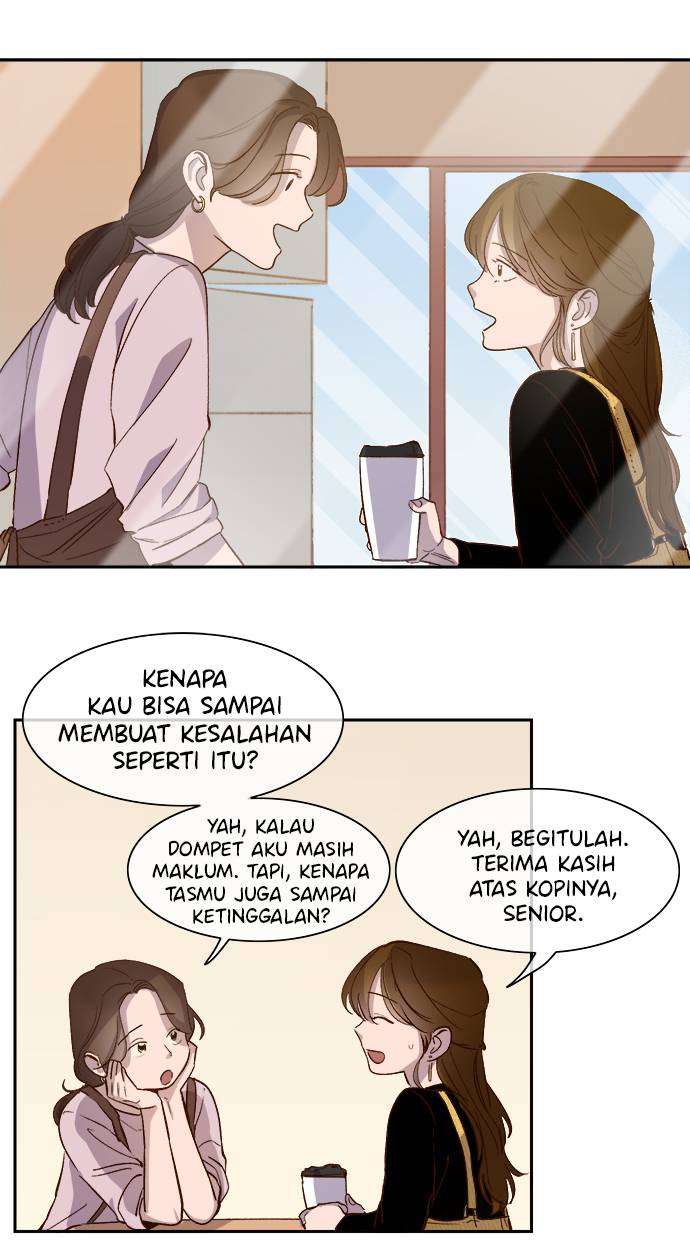 KENAPA
KAU BISA SAMPAI
MEMBUAT KESALAHAN
SEPERTI ITU?
YAH, KALAU
DOMPET AKU MASIH
MAKLUM. TAPI, KENAPA
TASMU JUGA SAMPAI
KETINGGALAN?
YAH, BEGITULAH.
TERIMA KASIH
ATAS KOPINYA,
SENIOR.